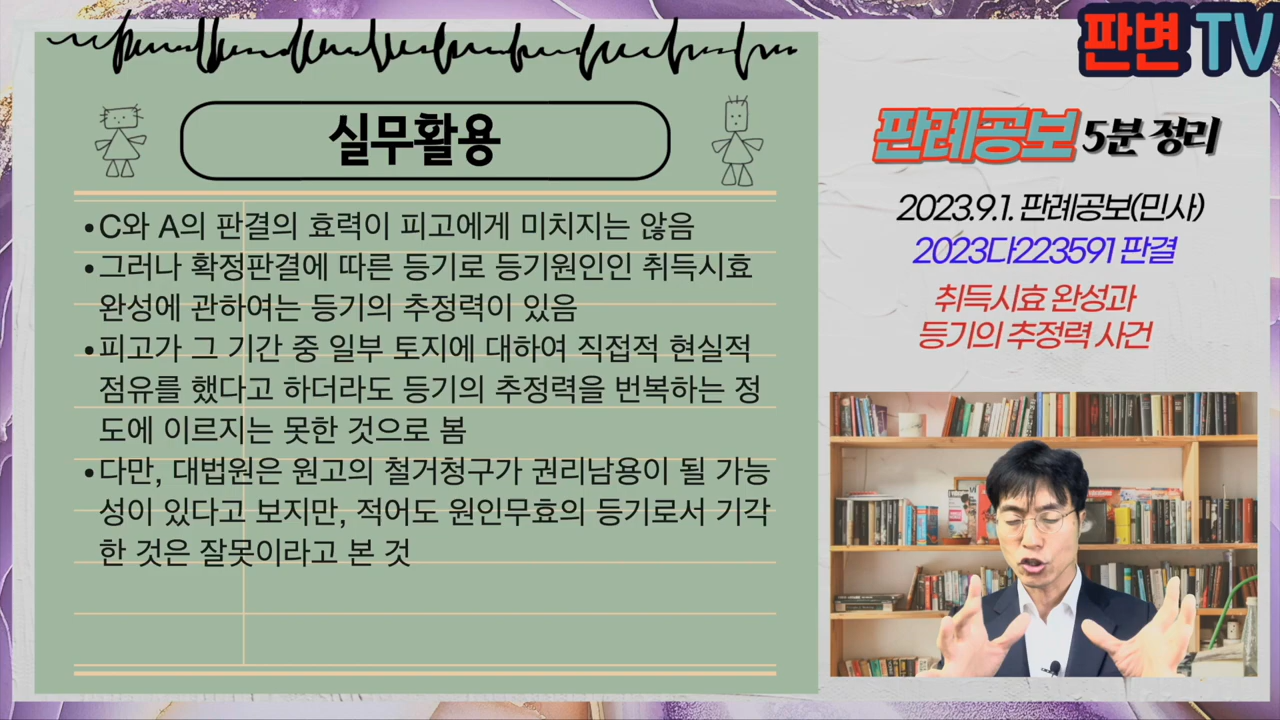 실무활용
•C와 A의 판결의 효력이 피고에게 미치지는 않음
•그러나 확정판결에 따른 등기로 등기원인인 취득시효
완성에 관하여는 등기의 추정력이 있음
•피고가 그 기간 중 일부 토지에 대하여 직접적 현실적
점유를 했다고 하더라도 등기의 추정력을 번복하는 정
도에 이르지는 못한 것으로 봄
•다만, 대법원은 원고의 철거청구가 권리남용이 될 가능
성이 있다고 보지만, 적어도 원인무효의 등기로서 기각
한 것은 잘못이라고 본 것
판변 TV
판례공보 5분 정리
2023.9.1. 판례공보(민사)
2023다223591 판결
취득시효 완성과
등기의 추정력 사건